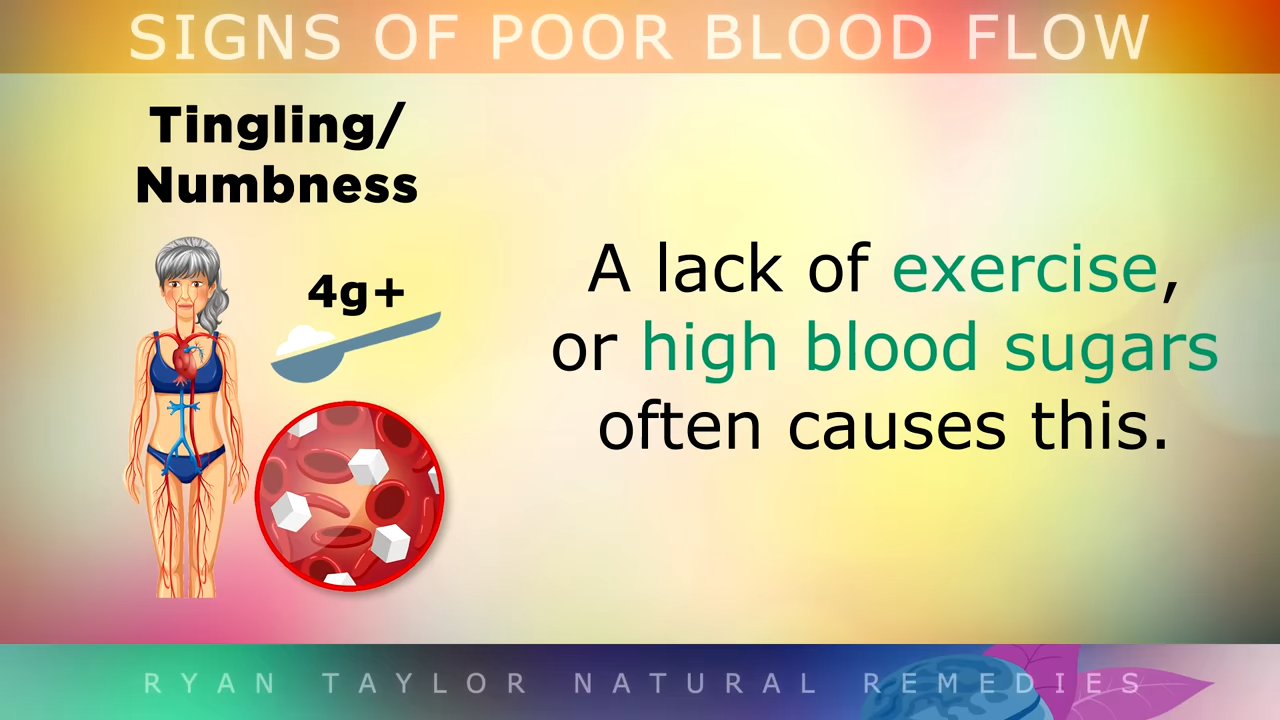 SIGNS OF POOR BLOOD FLOW
Tingling/
Numbness
4g+
A lack of exercise,
or high blood sugars
often causes this.
RYAN TAYLOR NATURAL REMEDIES